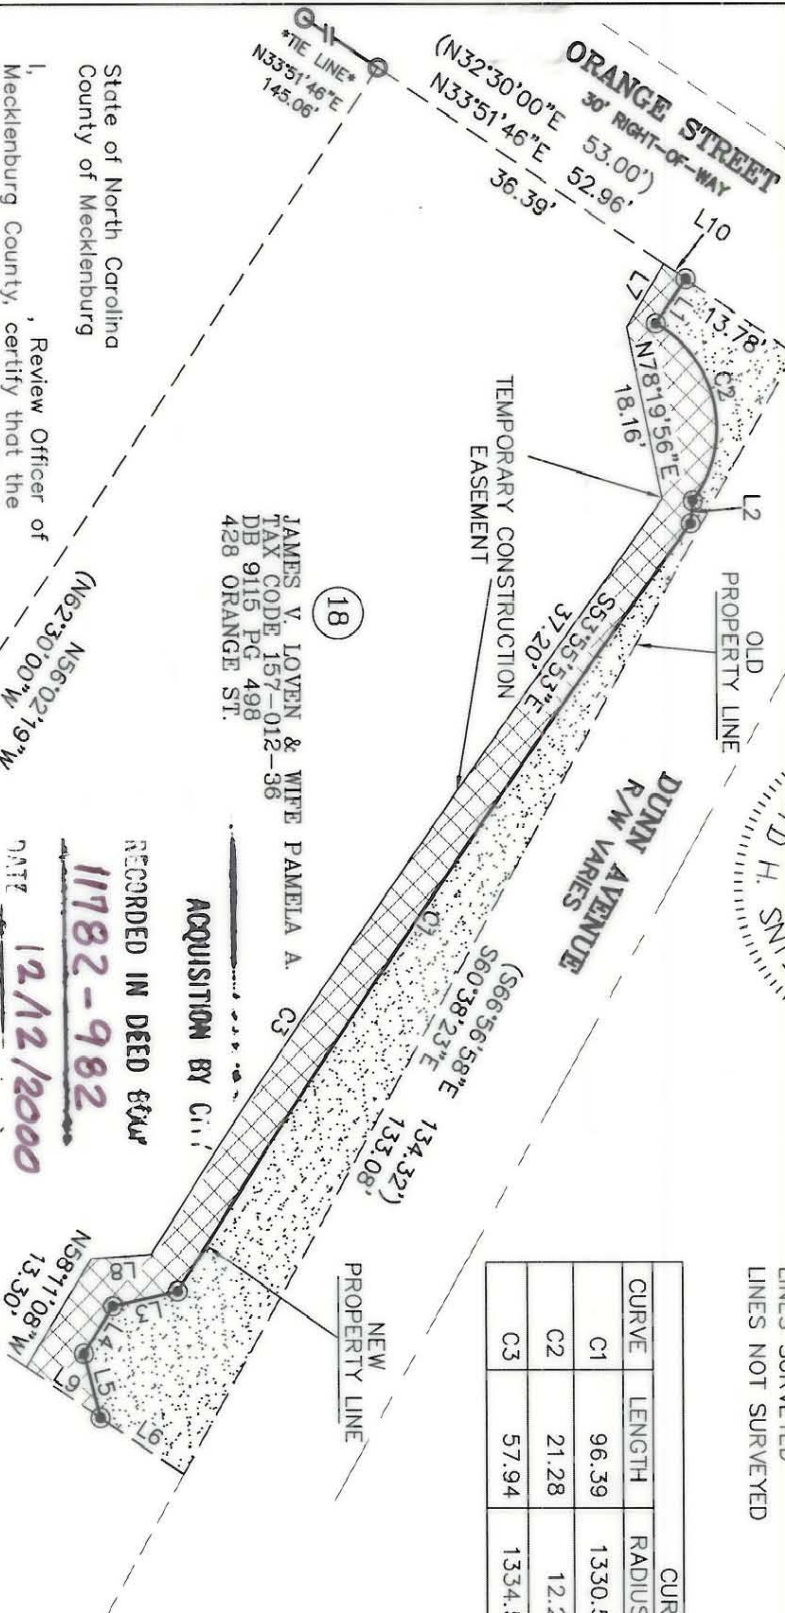 ORANGE STREET
30' RIGHT-OF-WAY
(N32°30'00"E 53.00')
N33°51'46"E 52.96'
36.39'
*TIE LINE*
N33°51'46"E
145.06'
L10
L7
L1
13.78'
C2
L2
N78°19'56"E
18.16'
TEMPORARY CONSTRUCTION
EASEMENT
OLD
PROPERTY LINE
S53°55'53"E
37.20'
DUNN AVENUE
R/W VARIES
D H. SN
(S66°56'58"E 134.32')
S60°38'23"E 133.08'
C1
C3
18
JAMES V. LOVEN & WIFE PAMELA A.
TAX CODE 157-012-36
DB 9115 PG 498
428 ORANGE ST.
N56°02'19"W
(N62°30'00"W
State of North Carolina
County of Mecklenburg
I, , Review Officer of
Mecklenburg County, certify that the
ACQUISITION BY
RECORDED IN DEED
11782-982
DATE 12/12/2000
NEW
PROPERTY LINE
L8
L3
L4
L5
L9
L6
N58°11'08"W
13.30'
LINES NOT SURVEYED
CUR
CURVE LENGTH RADIUS
C1 96.39 1330.5
C2 21.28 12.2
C3 57.94 1334.